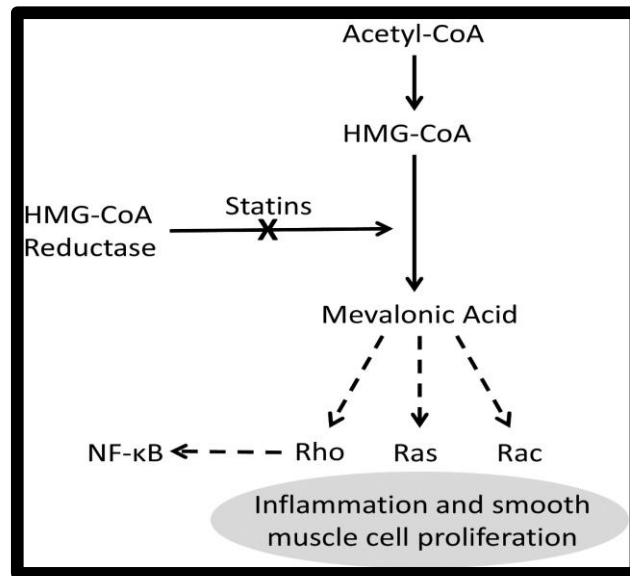 Acetyl-CoA
HMG-CoA
Statins
X
HMG-CoA
Reductase
Mevalonic Acid
NF-κB
Rho
Ras
Rac
Inflammation and smooth
muscle cell proliferation